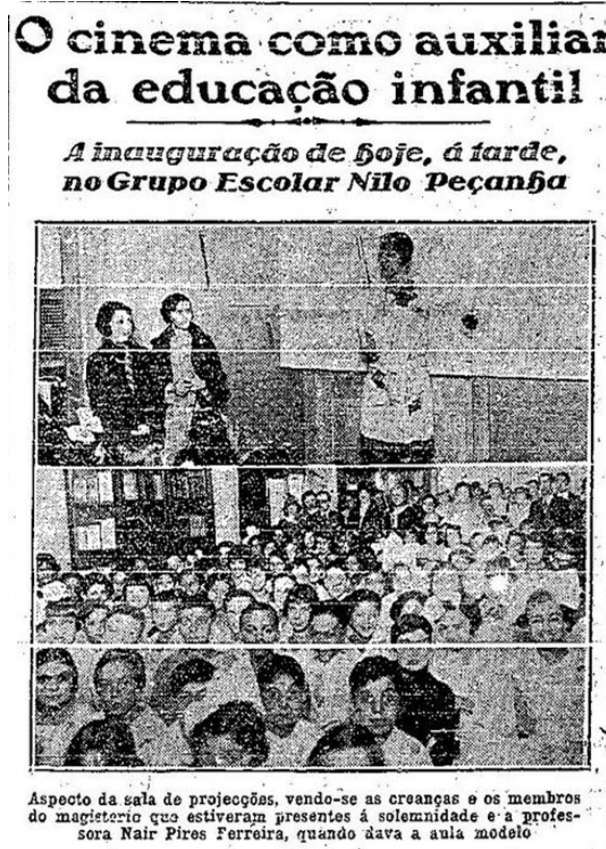 O cinema como auxiliar
da educação infantil
A inauguração de hoje, á tarde,
no Grupo Escolar Nilo Peçanha
Aspecto da sala de projecções, vendo-se as creanças e os membros
do magisterio que estiveram presentes á solemnidade e a profes-
sora Nair Pires Ferreira, quando dava a aula modelo